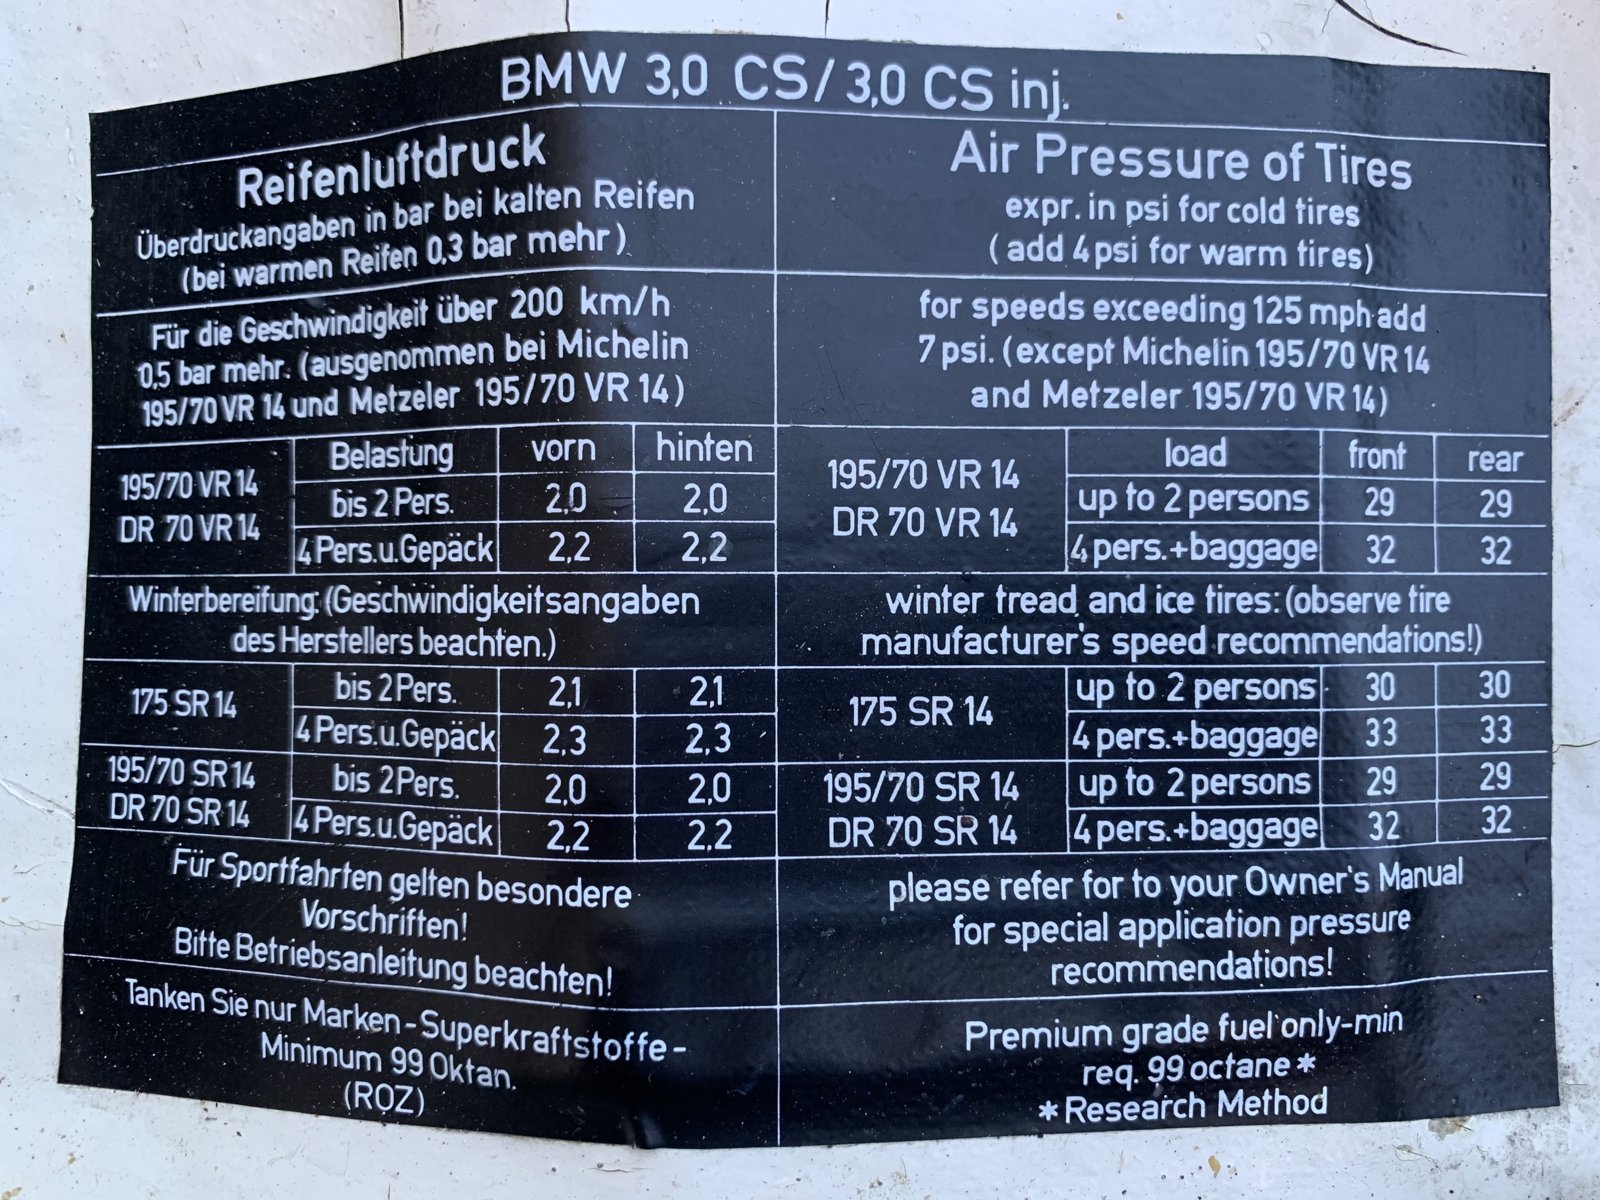 BMW 3,0 CS/3,0 CS inj.
Reifenluftdruck
Überdruckangaben in bar bei kalten Reifen
(bei warmen Reifen 0,3 bar mehr)
Für die Geschwindigkeit über 200 km/h
0,5 bar mehr. (ausgenommen bei Michelin
195/70 VR 14 und Metzeler 195/70 VR 14)
195/70 VR 14
DR 70 VR 14
Belastung vorn hinten
bis 2 Pers. 2,0 2,0
4 Pers. u. Gepäck 2,2 2,2
Winterbereifung: (Geschwindigkeitsangaben
des Herstellers beachten.)
175 SR 14
bis 2 Pers. 2,1 2,1
4 Pers. u. Gepäck 2,3 2,3
195/70 SR 14
DR 70 SR 14
bis 2 Pers. 2,0 2,0
4 Pers. u. Gepäck 2,2 2,2
Für Sportfahrten gelten besondere
Vorschriften!
Bitte Betriebsanleitung beachten!
Tanken Sie nur Marken-Superkraftstoffe-
Minimum 99 Oktan.
(ROZ)
Air Pressure of Tires
expr. in psi for cold tires
(add 4 psi for warm tires)
for speeds exceeding 125 mph add
7 psi. (except Michelin 195/70 VR 14
and Metzeler 195/70 VR 14)
195/70 VR 14
DR 70 VR 14
load front rear
up to 2 persons 29 29
4 pers.+baggage 32 32
winter tread and ice tires: (observe tire
manufacturer's speed recommendations!)
175 SR 14
up to 2 persons 30 30
4 pers.+baggage 33 33
195/70 SR 14
DR 70 SR 14
up to 2 persons 29 29
4 pers.+baggage 32 32
please refer for to your Owner's Manual
for special application pressure
recommendations!
Premium grade fuel only-min
req. 99 octane *
* Research Method